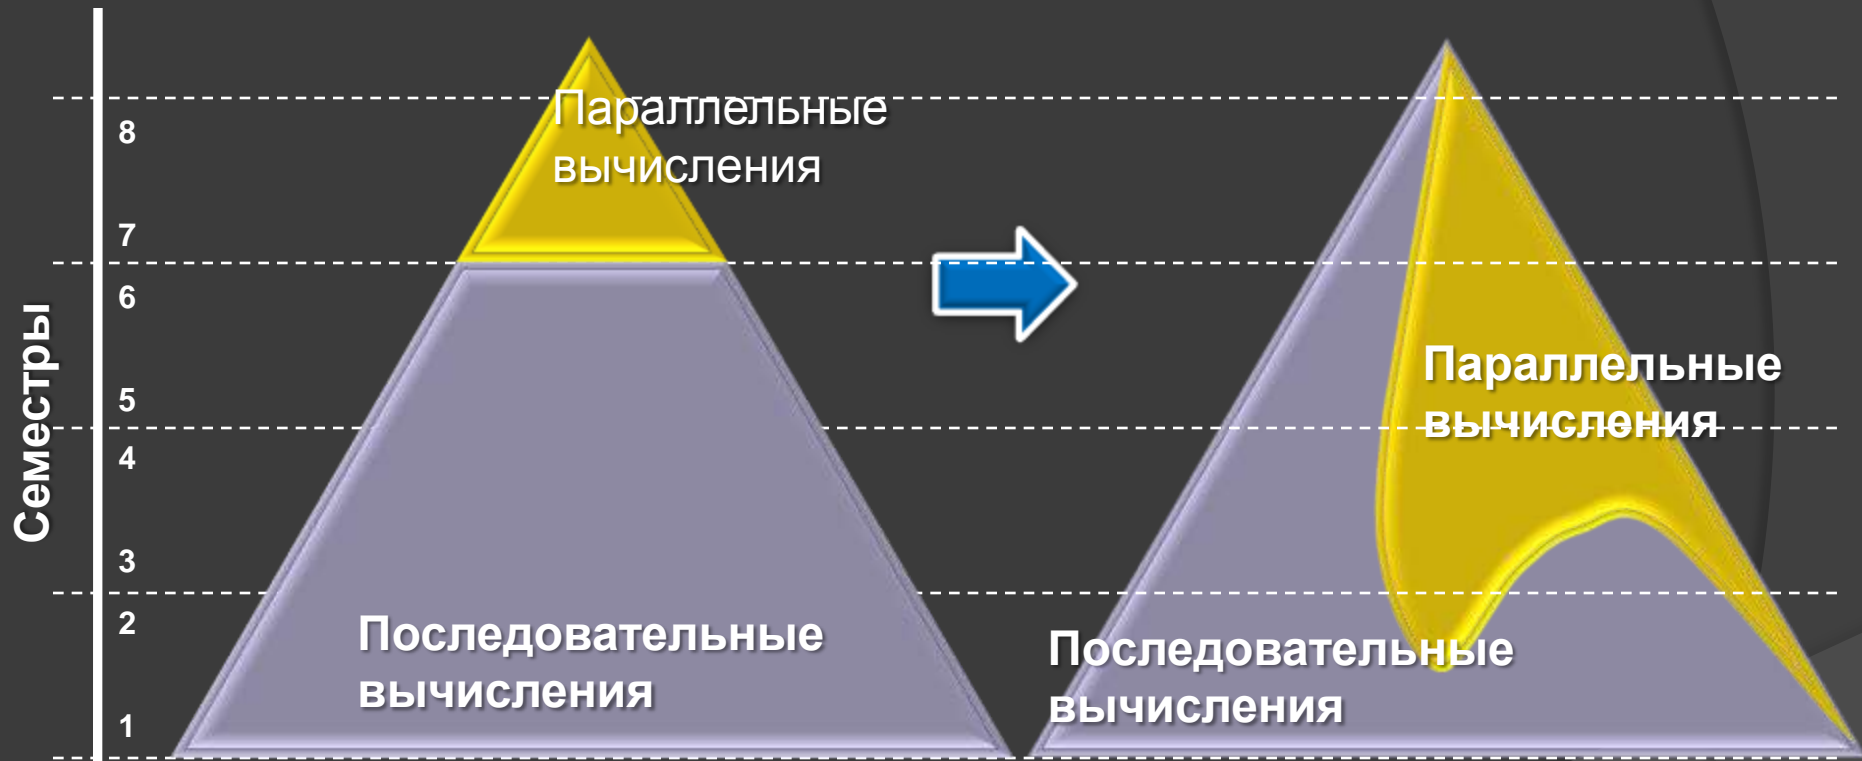 Семестры
8
7
6
5
4
3
2
1
Параллельные
вычисления
Последовательные
вычисления
Параллельные
вычисления
Последовательные
вычисления